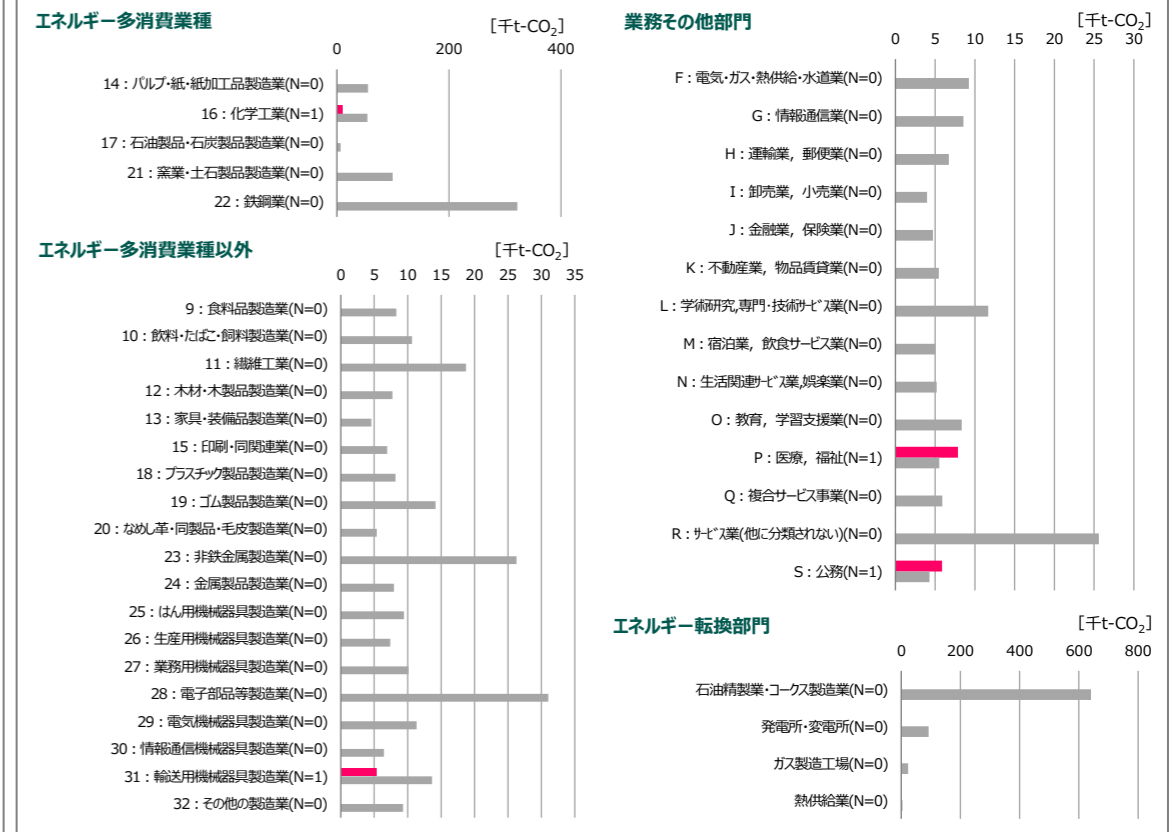 エネルギー多消費業種
[千t-CO₂]
0 200 400
14：パルプ・紙・紙加工品製造業(N=0)
16：化学工業(N=1)
17：石油製品・石炭製品製造業(N=0)
21：窯業・土石製品製造業(N=0)
22：鉄鋼業(N=0)
エネルギー多消費業種以外
[千t-CO₂]
0 5 10 15 20 25 30 35
9：食料品製造業(N=0)
10：飲料・たばこ・飼料製造業(N=0)
11：繊維工業(N=0)
12：木材・木製品製造業(N=0)
13：家具・装備品製造業(N=0)
15：印刷・同関連業(N=0)
18：プラスチック製品製造業(N=0)
19：ゴム製品製造業(N=0)
20：なめし革・同製品・毛皮製造業(N=0)
23：非鉄金属製造業(N=0)
24：金属製品製造業(N=0)
25：はん用機械器具製造業(N=0)
26：生産用機械器具製造業(N=0)
27：業務用機械器具製造業(N=0)
28：電子部品等製造業(N=0)
29：電気機械器具製造業(N=0)
30：情報通信機械器具製造業(N=0)
31：輸送用機械器具製造業(N=1)
32：その他の製造業(N=0)
業務その他部門
[千t-CO₂]
0 5 10 15 20 25 30
F：電気・ガス・熱供給・水道業(N=0)
G：情報通信業(N=0)
H：運輸業，郵便業(N=0)
I：卸売業，小売業(N=0)
J：金融業，保険業(N=0)
K：不動産業，物品賃貸業(N=0)
L：学術研究,専門・技術ｻｰﾋﾞｽ業(N=0)
M：宿泊業，飲食サービス業(N=0)
N：生活関連ｻｰﾋﾞｽ業,娯楽業(N=0)
O：教育，学習支援業(N=0)
P：医療，福祉(N=1)
Q：複合サービス事業(N=0)
R：ｻｰﾋﾞｽ業(他に分類されない)(N=0)
S：公務(N=1)
エネルギー転換部門
[千t-CO₂]
0 200 400 600 800
石油精製業・コークス製造業(N=0)
発電所・変電所(N=0)
ガス製造工場(N=0)
熱供給業(N=0)